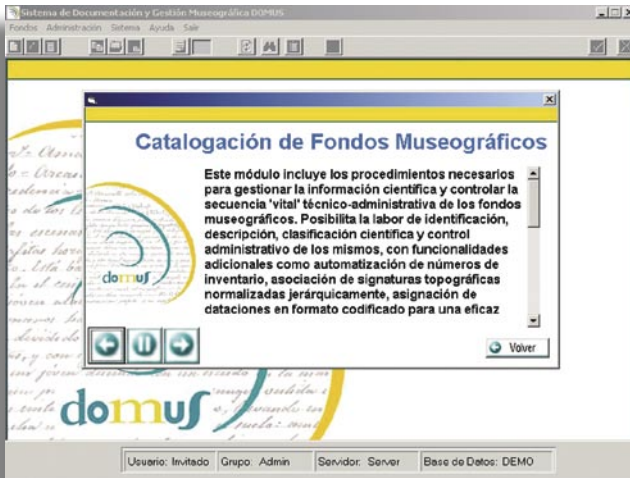 Sistema de Documentación y Gestión Museográfica DOMUS
Fondos Administración Sistema Ayuda Salir
Catalogación de Fondos Museográficos
Este módulo incluye los procedimientos necesarios
para gestionar la información científica y controlar la
secuencia 'vital' técnico-administrativa de los fondos
museográficos. Posibilita la labor de identificación,
descripción, clasificación científica y control
administrativo de los mismos, con funcionalidades
adicionales como automatización de números de
inventario, asociación de signaturas topográficas
normalizadas jerárquicamente, asignación de
dataciones en formato codificado para una eficaz
domus
Volver
domus
Usuario: Invitado Grupo: Admin Servidor: Server Base de Datos: DEMO